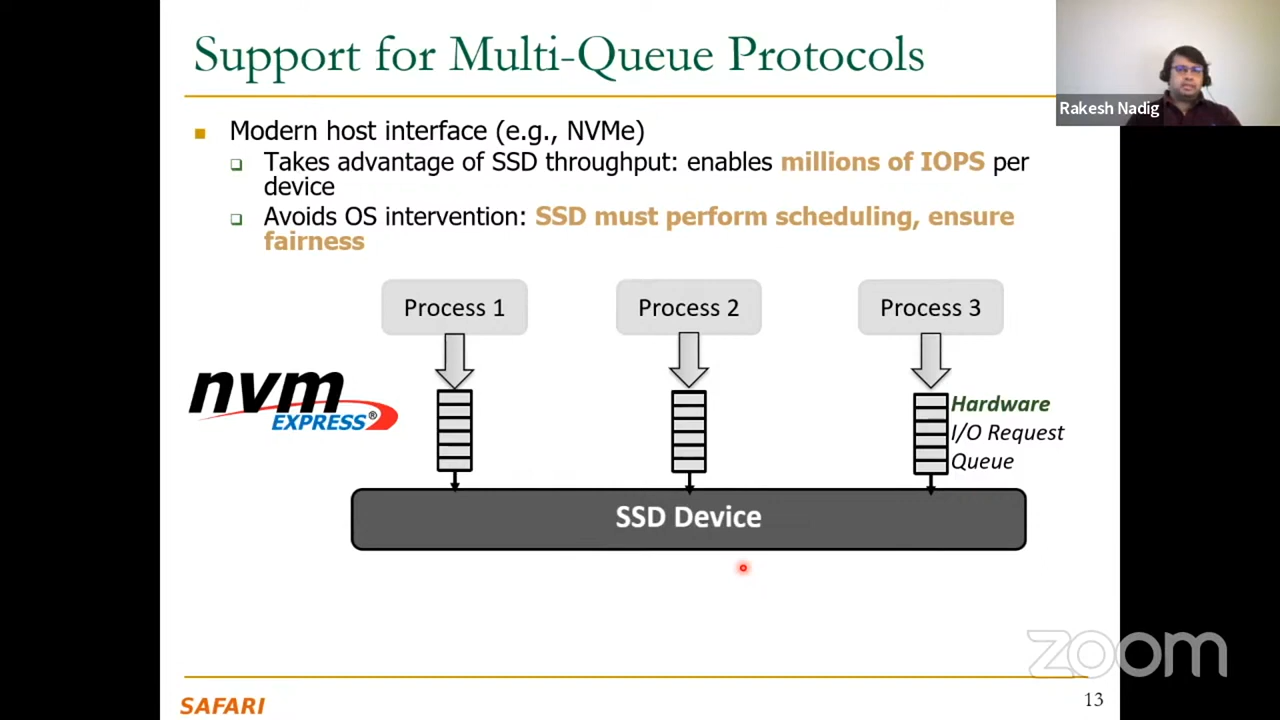 Support for Multi-Queue Protocols
Rakesh Nadig
Modern host interface (e.g., NVMe)
Takes advantage of SSD throughput: enables millions of IOPS per
device
Avoids OS intervention: SSD must perform scheduling, ensure
fairness
Process 1
Process 2
Process 3
nvm
EXPRESS®
Hardware
I/O Request
Queue
SSD Device
zoom
SAFARI
13